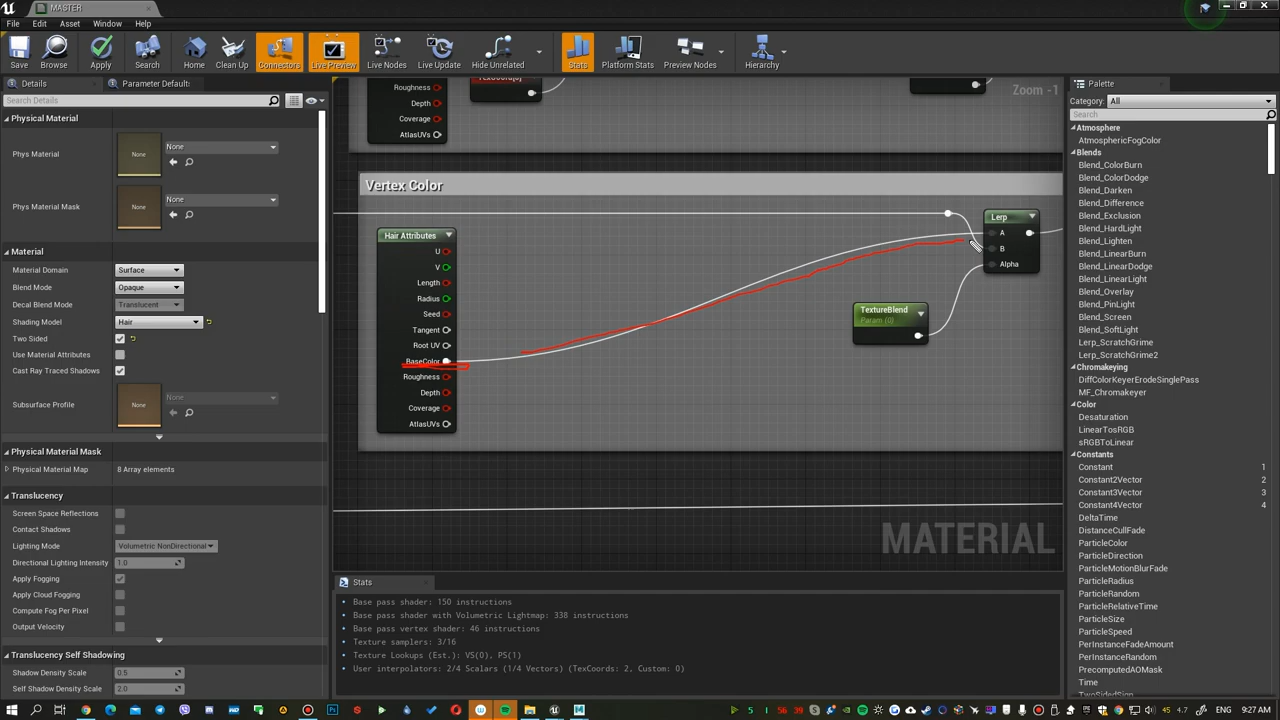 MASTER
File Edit Asset Window Help
Save Browse Apply Search Home Clean Up Connectors Live Preview Live Nodes Live Update Hide Unrelated Stats Platform Stats Preview Nodes Hierarchy
Details Parameter Default:
Search Details
Physical Material
Phys Material None None
Phys Material Mask None None
Material
Material Domain Surface
Blend Mode Opaque
Decal Blend Mode Translucent
Shading Model Hair
Two Sided
Use Material Attributes
Cast Ray Traced Shadows
Subsurface Profile None None
Physical Material Mask
Physical Material Map 8 Array elements
Translucency
Screen Space Reflections
Contact Shadows
Lighting Mode Volumetric NonDirectional
Directional Lighting Intensity 1.0
Apply Fogging
Apply Cloud Fogging
Compute Fog Per Pixel
Output Velocity
Translucency Self Shadowing
Shadow Density Scale 0.5
Self Shadow Density Scale 2.0
Zoom -1
Roughness
Depth
Coverage
AtlasUVs
TexCoord[0]
Vertex Color
Hair Attributes
U
V
Length
Radius
Seed
Tangent
Root UV
BaseColor
Roughness
Depth
Coverage
AtlasUVs
Lerp
A
B
Alpha
TextureBlend
Param (0)
MATERIAL
Stats
Base pass shader: 150 instructions
Base pass shader with Volumetric Lightmap: 338 instructions
Base pass vertex shader: 46 instructions
Texture samplers: 3/16
Texture Lookups (Est.): VS(0), PS(1)
User interpolators: 2/4 Scalars (1/4 Vectors) (TexCoords: 2, Custom: 0)
Palette
Category: All
Search
Atmosphere
AtmosphericFogColor
Blends
Blend_ColorBurn
Blend_ColorDodge
Blend_Darken
Blend_Difference
Blend_Exclusion
Blend_HardLight
Blend_Lighten
Blend_LinearBurn
Blend_LinearDodge
Blend_LinearLight
Blend_Overlay
Blend_PinLight
Blend_Screen
Blend_SoftLight
Lerp_ScratchGrime
Lerp_ScratchGrime2
Chromakeying
DiffColorKeyerErodeSinglePass
MF_Chromakeyer
Color
Desaturation
LinearTosRGB
sRGBToLinear
Constants
Constant 1
Constant2Vector 2
Constant3Vector 3
Constant4Vector 4
DeltaTime
DistanceCullFade
ParticleColor
ParticleDirection
ParticleMotionBlurFade
ParticleRadius
ParticleRandom
ParticleRelativeTime
ParticleSize
ParticleSpeed
PerInstanceFadeAmount
PerInstanceRandom
PrecomputedAOMask
Time
TwoSidedSign
ENG 9:27 AM